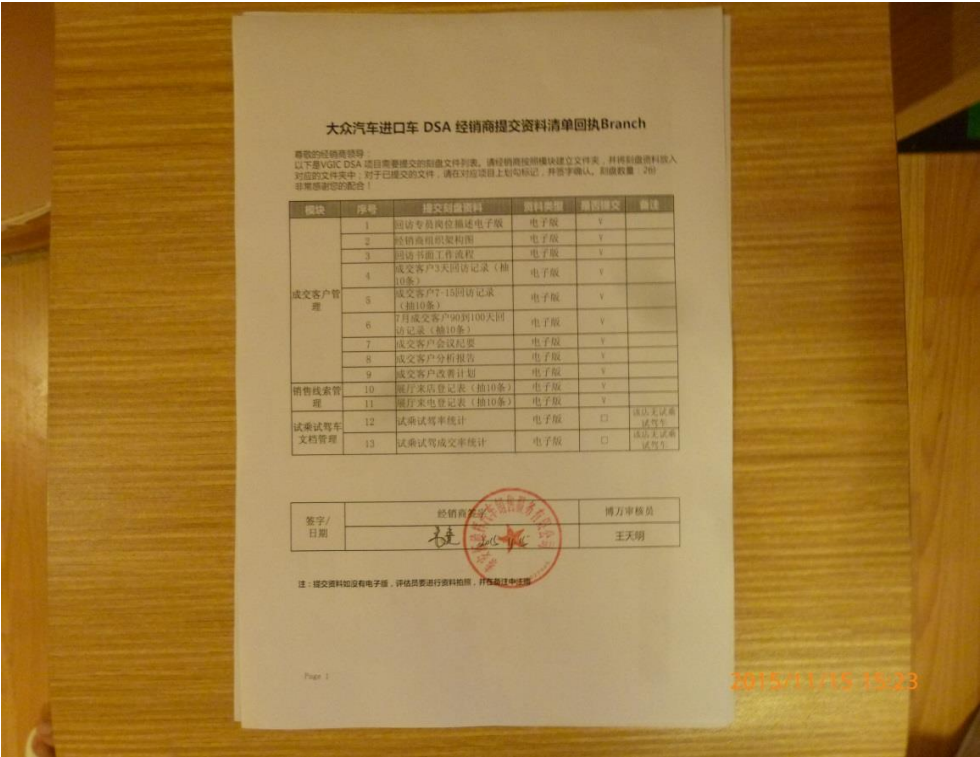 大众汽车进口车 DSA 经销商提交资料清单回执Branch
尊敬的经销商领导：
以下是VGIC DSA 项目需要提交的刻盘文件列表。请经销商按照模块建立文件夹，并将刻盘资料放入
对应的文件夹中；对于已提交的文件，请在对应项目上划勾标记，并签字确认。刻盘数量：2份
非常感谢您的配合！
模块 序号 提交刻盘资料 资料类型 是否提交 备注
成交客户管
理
1 回访专员岗位描述电子版 电子版 √
2 经销商组织架构图 电子版 √
3 回访书面工作流程 电子版 √
4 成交客户3天回访记录（抽
10条） 电子版 √
5 成交客户7-15回访记录
（抽10条） 电子版 √
6 7月成交客户90到100天回
访记录（抽10条） 电子版 √
7 成交客户会议纪要 电子版 √
8 成交客户分析报告 电子版 √
9 成交客户改善计划 电子版 √
销售线索管
理
10 展厅来店登记表（抽10条） 电子版 √
11 展厅来电登记表（抽10条） 电子版 √
试乘试驾车
文档管理
12 试乘试驾率统计 电子版 □ 该店无试乘
试驾车
13 试乘试驾成交率统计 电子版 □ 该店无试乘
试驾车
签字/
日期
经销商签字 博万审核员
2015 王天明
注：提交资料如没有电子版，评估员要进行资料拍照，并在备注中注明
Page 1
2015/11/15 15:23